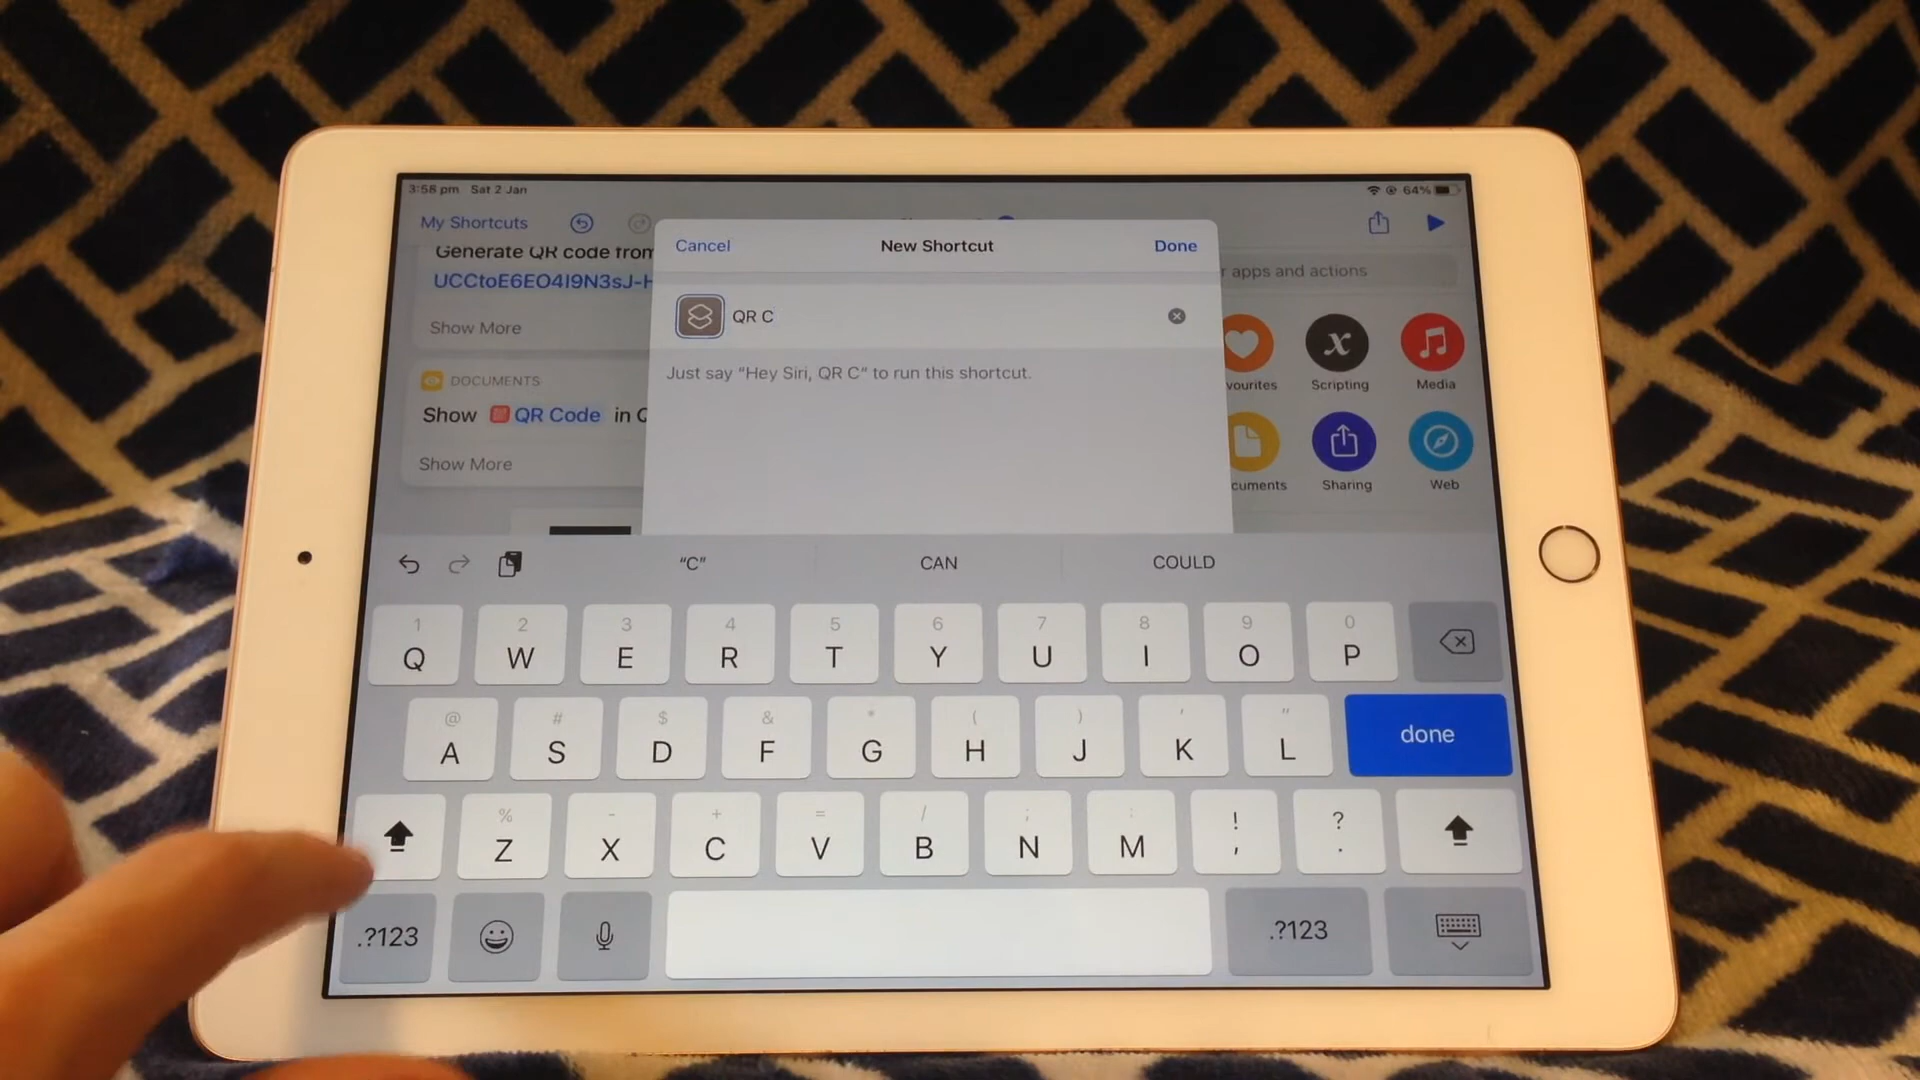 3:58 pm Sat 2 Jan
64%
My Shortcuts
Cancel
New Shortcut
Done
Generate QR code from
UCCtoE6EO4I9N3sJ-H
Show More
DOCUMENTS
Show QR Code in Q
Show More
QR C
Just say “Hey Siri, QR C” to run this shortcut.
r apps and actions
vourites
Scripting
Media
cuments
Sharing
Web
“C”
CAN
COULD
1 2 3 4 5 6 7 8 9 0
Q W E R T Y U I O P
@ # $ & * ( ) ' "
A S D F G H J K L
done
% - + = / ; : ! ?
Z X C V B N M , .
.?123
.?123